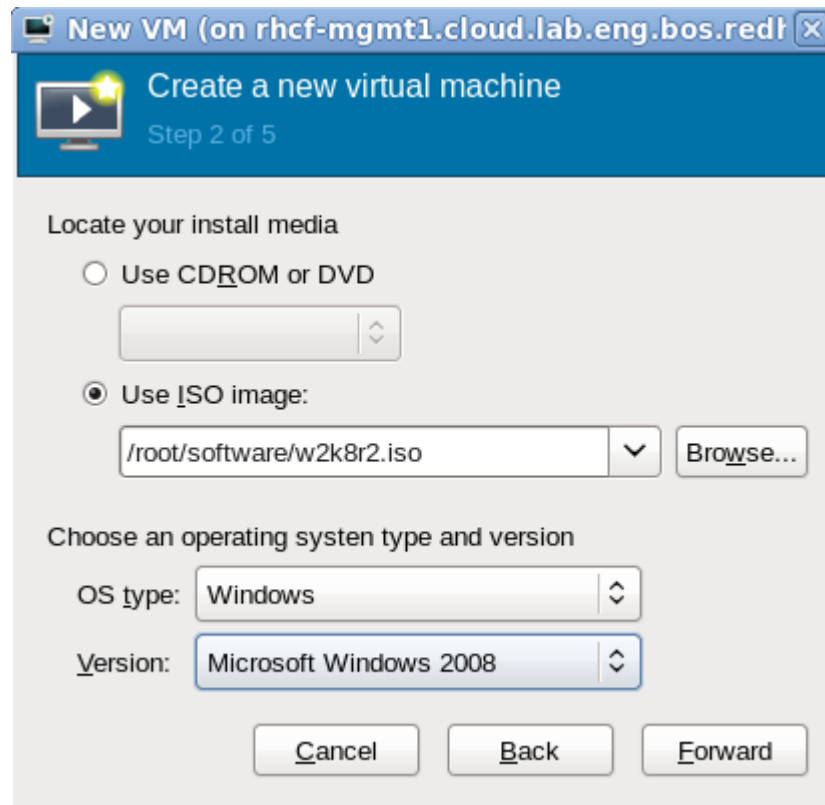 New VM (on rhcf-mgmt1.cloud.lab.eng.bos.redh
Create a new virtual machine
Step 2 of 5
Locate your install media
Use CDROM or DVD
Use ISO image:
/root/software/w2k8r2.iso Browse...
Choose an operating systen type and version
OS type: Windows
Version: Microsoft Windows 2008
Cancel Back Forward